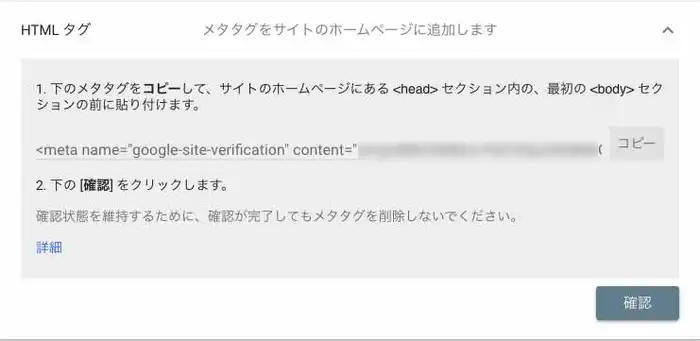 HTML タグ メタタグをサイトのホームページに追加します
1. 下のメタタグをコピーして、サイトのホームページにある <head> セクション内の、最初の <body> セク
ションの前に貼り付けます。
<meta name="google-site-verification" content="
コピー
2. 下の [確認] をクリックします。
確認状態を維持するために、確認が完了してもメタタグを削除しないでください。
詳細
確認